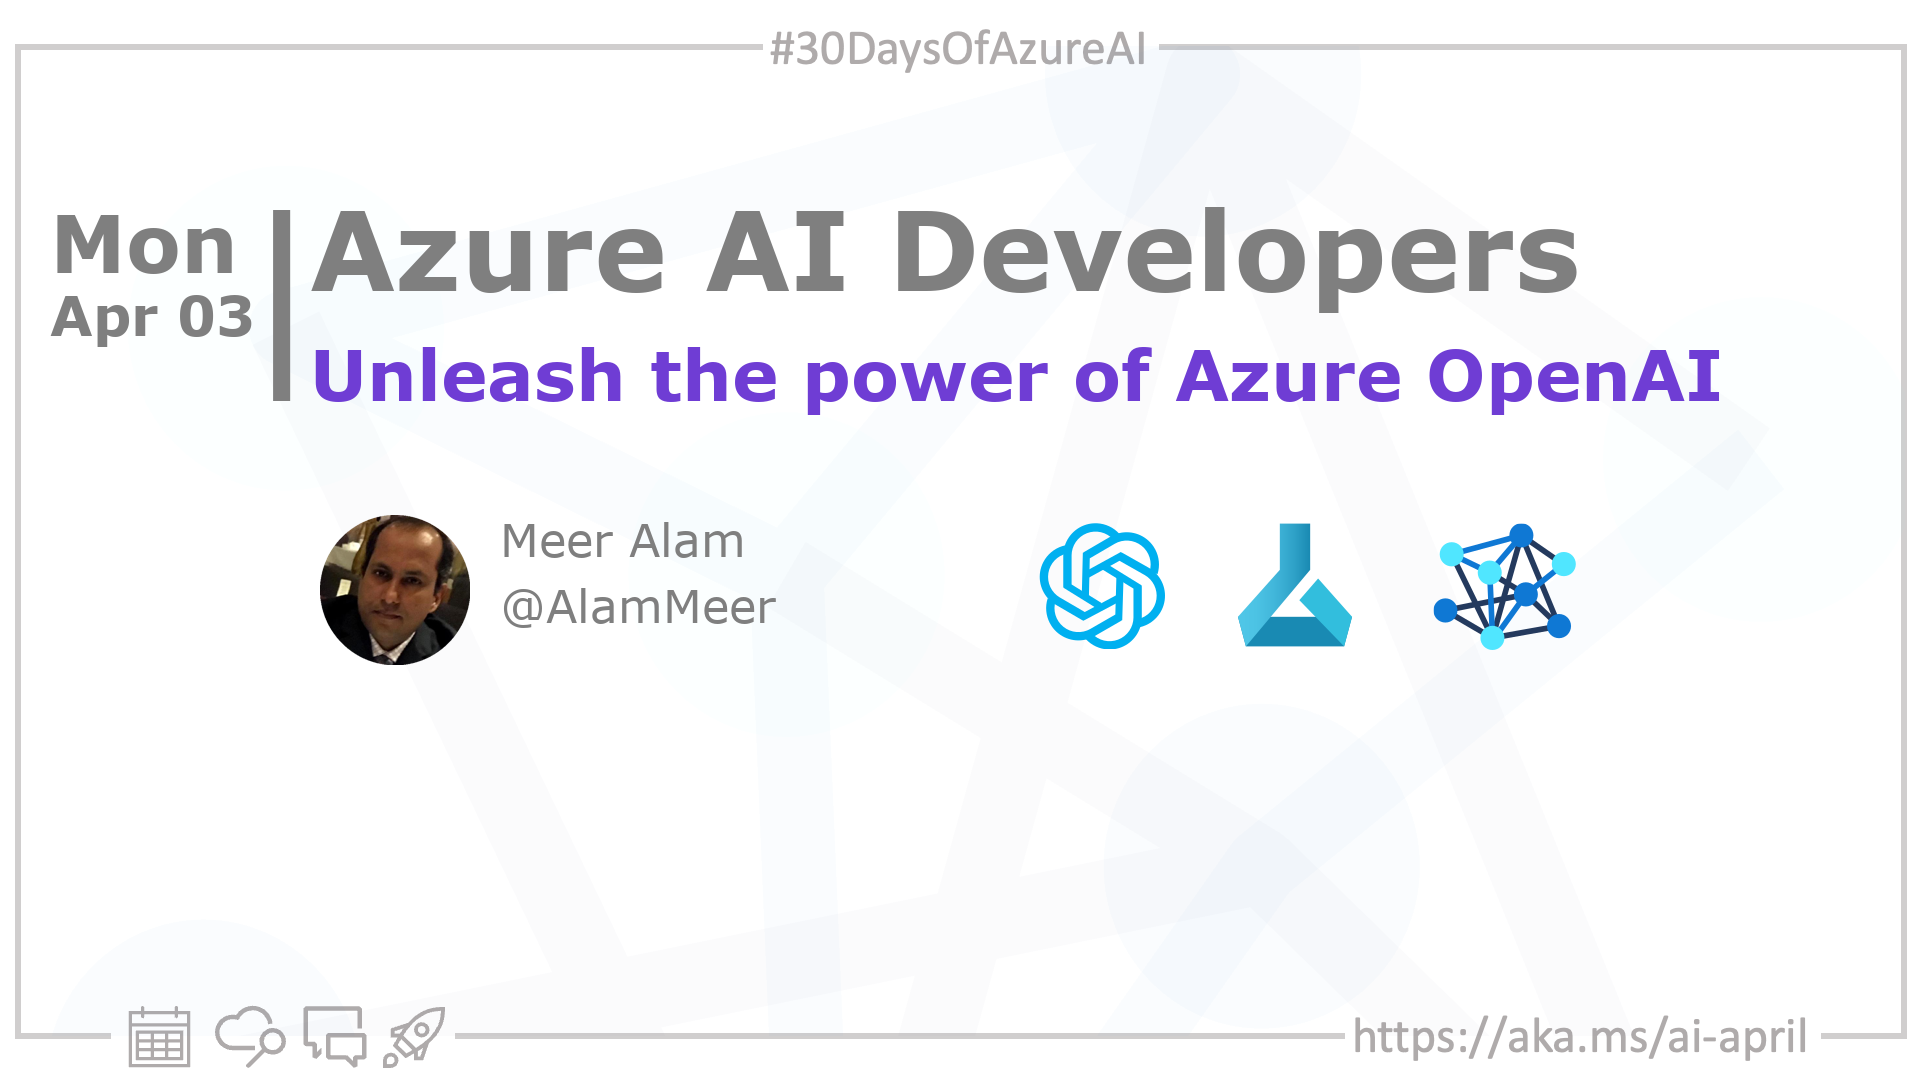 #30DaysOfAzureAI
Mon
Apr 03
Azure AI Developers
Unleash the power of Azure OpenAI
Meer Alam
@AlamMeer
https://aka.ms/ai-april